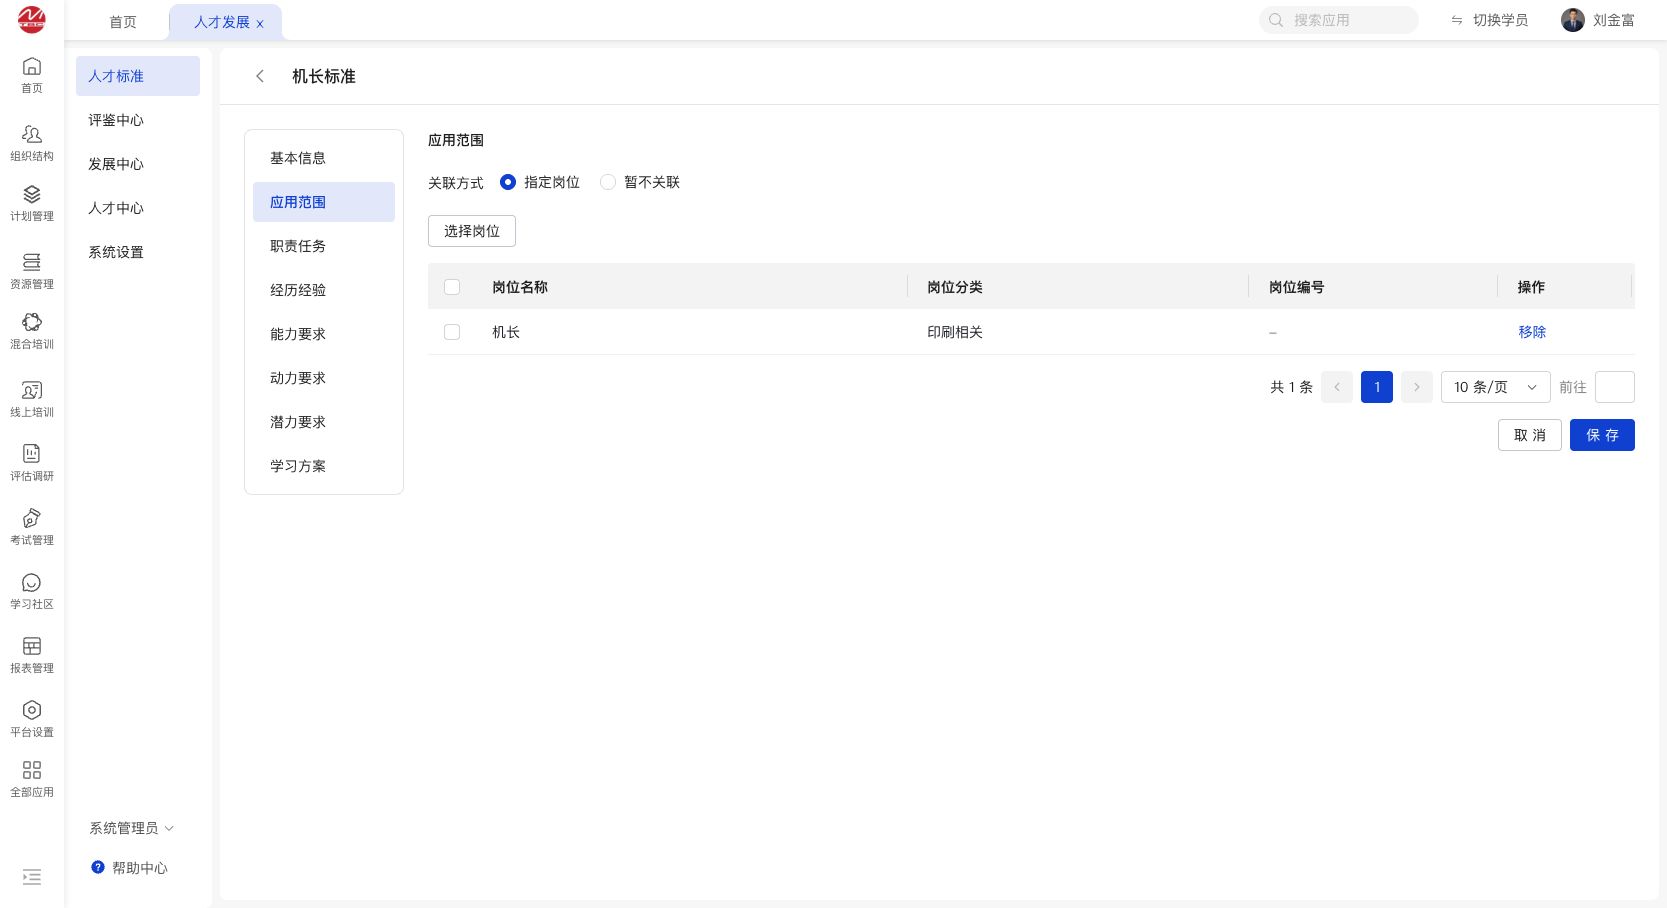 首页
人才发展 x
搜索应用
切换学员
刘金富
首页
组织结构
计划管理
资源管理
混合培训
线上培训
评估调研
考试管理
学习社区
报表管理
平台设置
全部应用
人才标准
评鉴中心
发展中心
人才中心
系统设置
系统管理员
? 帮助中心
机长标准
基本信息
应用范围
职责任务
经历经验
能力要求
动力要求
潜力要求
学习方案
应用范围
关联方式 指定岗位 暂不关联
选择岗位
岗位名称 岗位分类 岗位编号 操作
机长 印刷相关 – 移除
共 1 条 < 1 > 10 条/页 前往
取 消 保 存